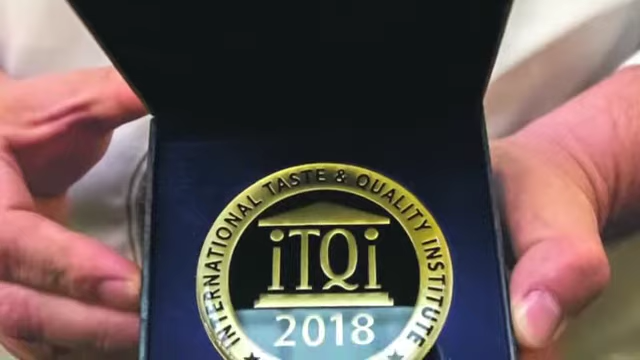 INTERNATIONAL TASTE & QUALITY INSTITUTE
iTQi
2018